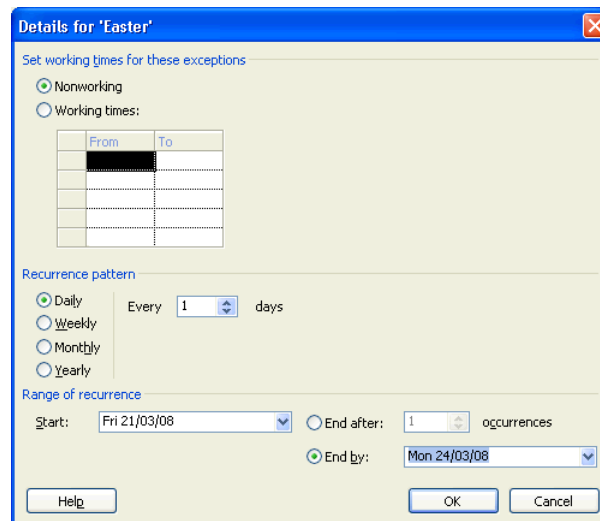 Details for 'Easter'
Set working times for these exceptions
Nonworking
Working times:
From To
Recurrence pattern
Daily Every 1 days
Weekly
Monthly
Yearly
Range of recurrence
Start: Fri 21/03/08 End after: 1 occurrences
End by: Mon 24/03/08
Help OK Cancel